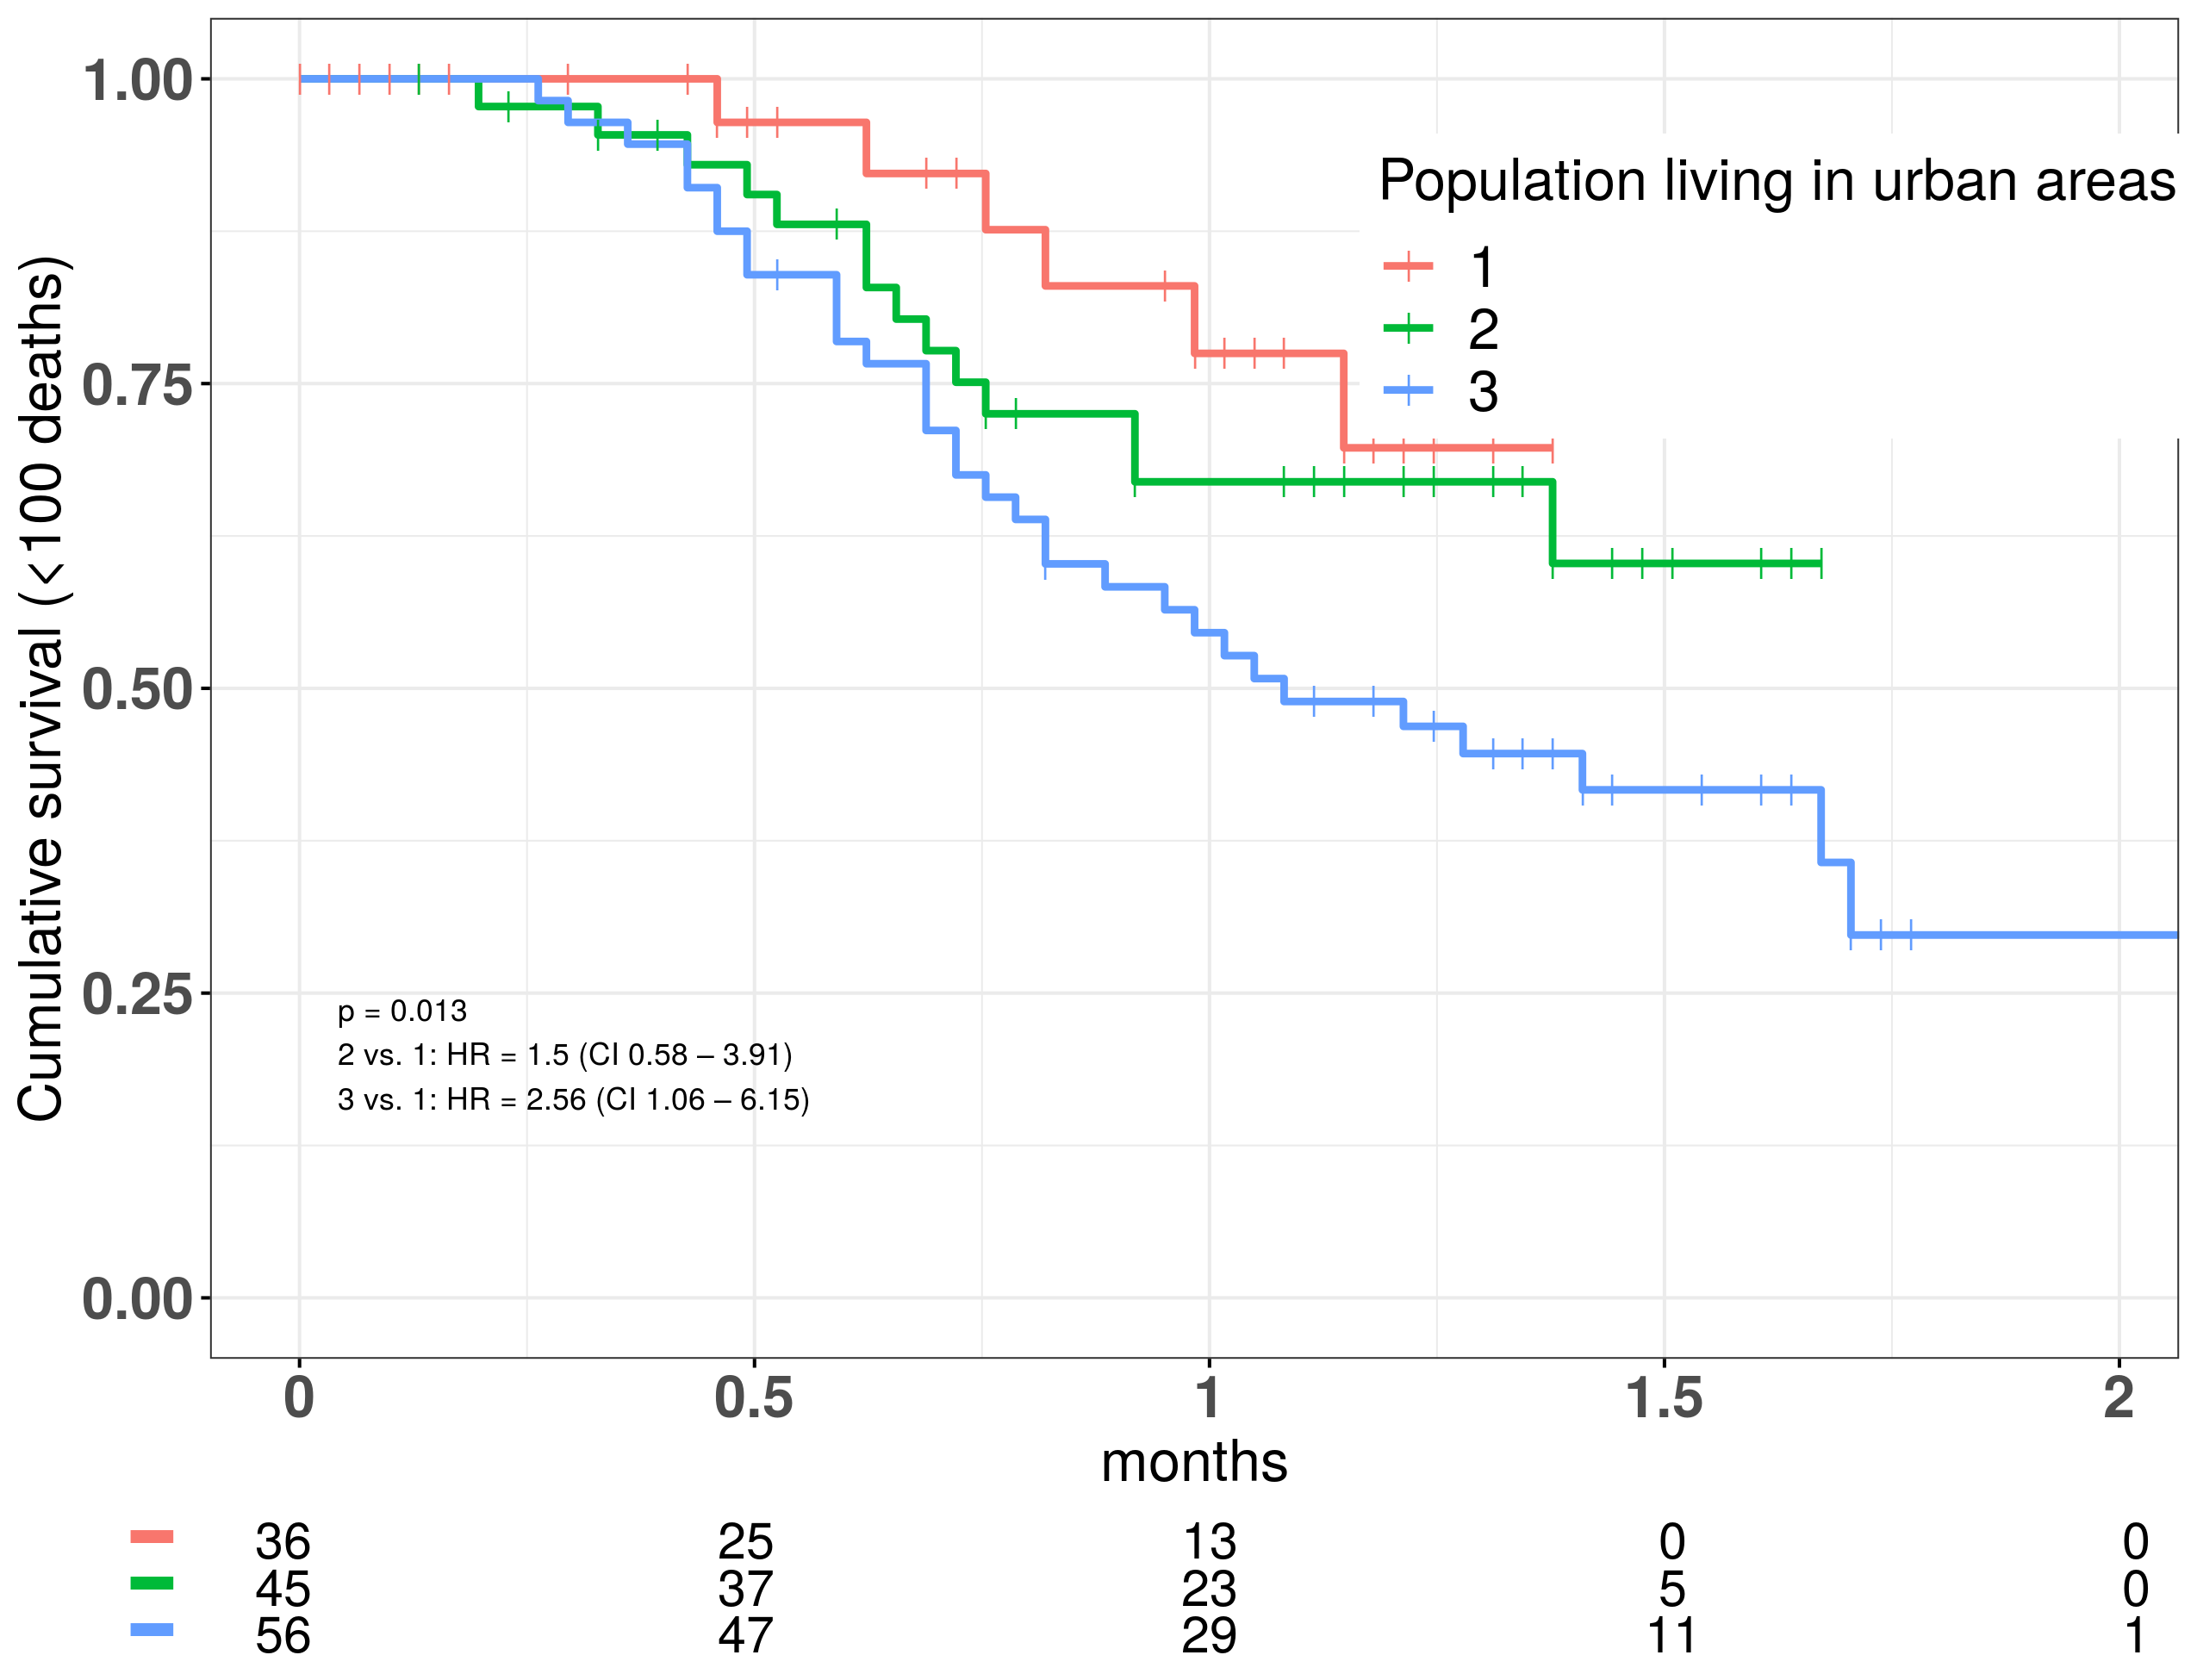 Cumulative survival (<100 deaths)
1.00
0.75
0.50
0.25
0.00
Population living in urban areas
1
2
3
p = 0.013
2 vs. 1: HR = 1.5 (CI 0.58 – 3.91)
3 vs. 1: HR = 2.56 (CI 1.06 – 6.15)
0 0.5 1 1.5 2
months
36 25 13 0 0
45 37 23 5 0
56 47 29 11 1